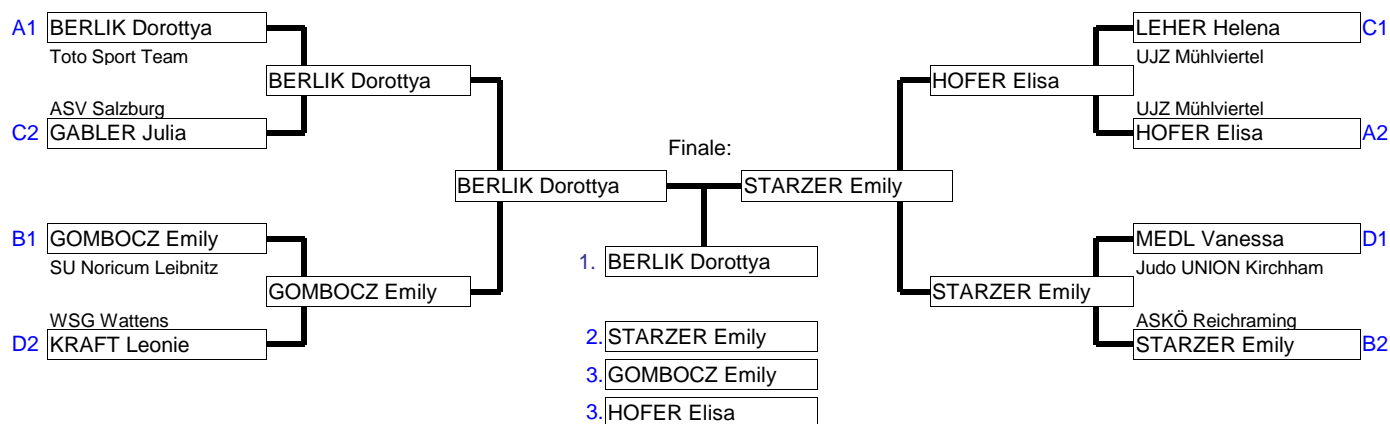 A1 BERLIK Dorottya
Toto Sport Team
BERLIK Dorottya
ASV Salzburg
C2 GABLER Julia
BERLIK Dorottya
B1 GOMBOCZ Emily
SU Noricum Leibnitz
GOMBOCZ Emily
WSG Wattens
D2 KRAFT Leonie
Finale:
1. BERLIK Dorottya
2. STARZER Emily
3. GOMBOCZ Emily
3. HOFER Elisa
LEHER Helena C1
UJZ Mühlviertel
HOFER Elisa
UJZ Mühlviertel
HOFER Elisa A2
STARZER Emily
MEDL Vanessa D1
Judo UNION Kirchham
STARZER Emily
ASKÖ Reichraming
STARZER Emily B2